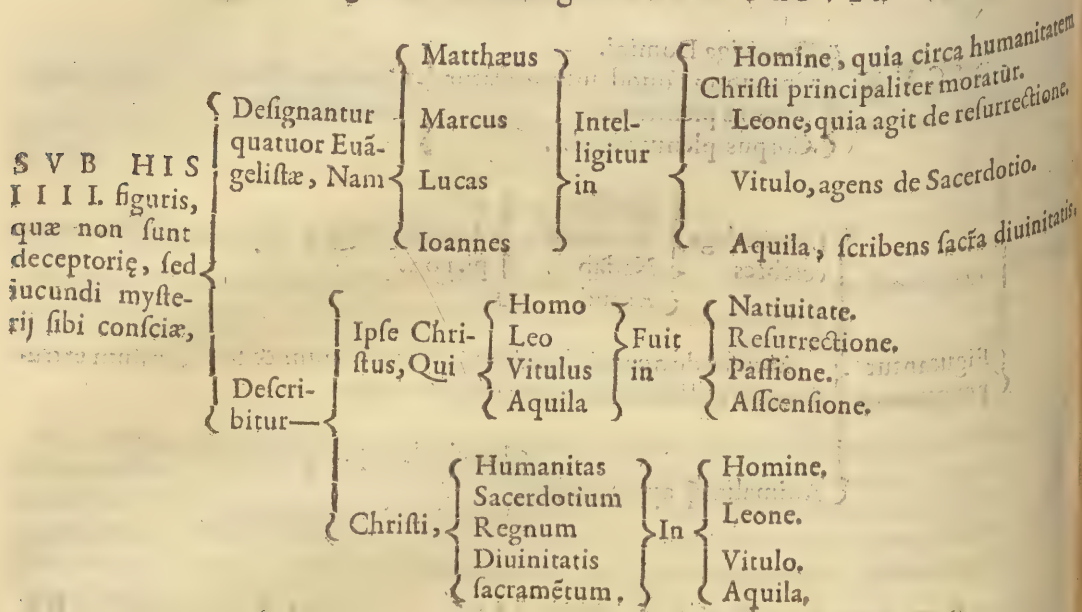 SVB HIS
IIII. figuris,
quæ non ſunt
deceptorię, ſed
iucundi myſte-
rij ſibi conſciæ,
Deſignantur
quatuor Euã-
geliſtæ, Nam
Matthæus
Marcus
Lucas
Ioannes
Intel-
ligitur
in
Homine, quia circa humanitatem
Chriſti principaliter moratùr.
Leone, quia agit de reſurrectione.
Vitulo, agens de Sacerdotio.
Aquila, ſcribens ſacr̃a diuinitatis.
Deſcri-
bitur
Ipſe Chri-
ſtus, Qui
Homo
Leo
Vitulus
Aquila
Fuit
in
Natiuitate.
Reſurrectione.
Paſſione.
Aſſcenſione.
Chriſti,
Humanitas
Sacerdotium
Regnum
Diuinitatis
ſacramẽtum,
In
Homine.
Leone.
Vitulo.
Aquila,